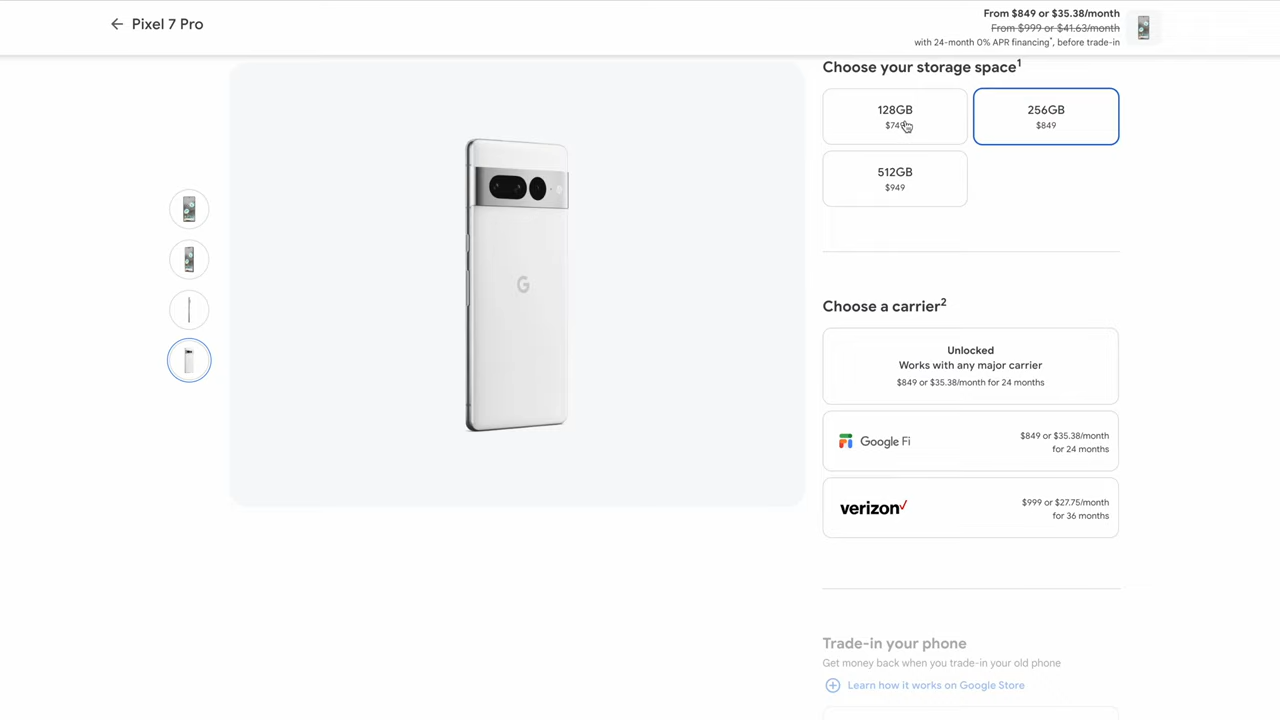 Pixel 7 Pro
From $849 or $35.38/month
From $999 or $41.63/month
with 24-month 0% APR financing*, before trade-in
Choose your storage space1
128GB
256GB
$849
512GB
$949
G
Choose a carrier2
Unlocked
Works with any major carrier
$849 or $35.38/month for 24 months
Google Fi
$849 or $35.38/month
for 24 months
verizon✓
$999 or $27.75/month
for 36 months
Trade-in your phone
Get money back when you trade-in your old phone
Learn how it works on Google Store